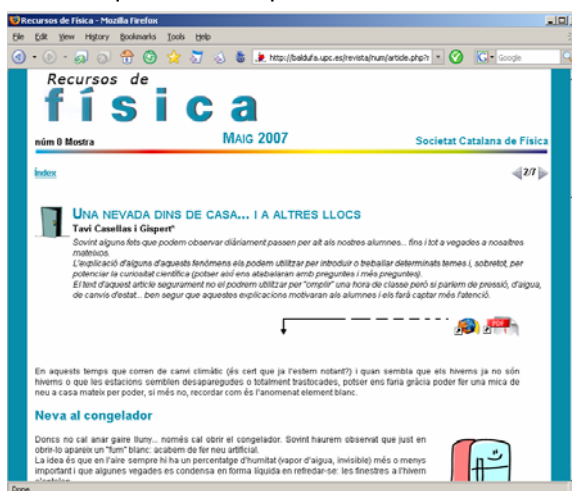 Recursos de Física - Mozilla Firefox
File Edit View History Bookmarks Tools Help
http://baldufa.upc.es/revista/num/article.php?r
Google
Recursos de
física
núm 0 Mostra
MAIG 2007
Societat Catalana de Física
Índex
2/7
UNA NEVADA DINS DE CASA... I A ALTRES LLOCS
Tavi Casellas i Gispert*
Sovint alguns fets que podem observar diàriament passen per alt als nostres alumnes... fins i tot a vegades a nosaltres
mateixos.
L'explicació d'alguns d'aquests fenòmens els podem utilitzar per introduir o treballar determinats temes i, sobretot, per
potenciar la curiositat científica (potser així ens atabalaran amb preguntes i més preguntes).
El text d'aquest article segurament no el podrem utilitzar per "omplir" una hora de classe però si parlem de pressió, d'aigua,
de canvis d'estat... ben segur que aquestes explicacions motivaran als alumnes i els farà captar més l'atenció.
PDF
En aquests temps que corren de canvi climàtic (és cert que ja l'estem notant?) i quan sembla que els hiverns ja no són
hiverns o que les estacions semblen desaparegudes o totalment trastocades, potser ens faria gràcia poder fer una mica de
neu a casa mateix per poder, si més no, recordar com és l'anomenat element blanc.
Neva al congelador
Doncs no cal anar gaire lluny... només cal obrir el congelador. Sovint haurem observat que just en
obrir-lo apareix un "fum" blanc: acabem de fer neu artificial.
La idea és que en l'aire sempre hi ha un percentatge d'humitat (vapor d'aigua, invisible) més o menys
important i que algunes vegades es condensa en forma líquida en refredar-se: les finestres a l'hivern
Done